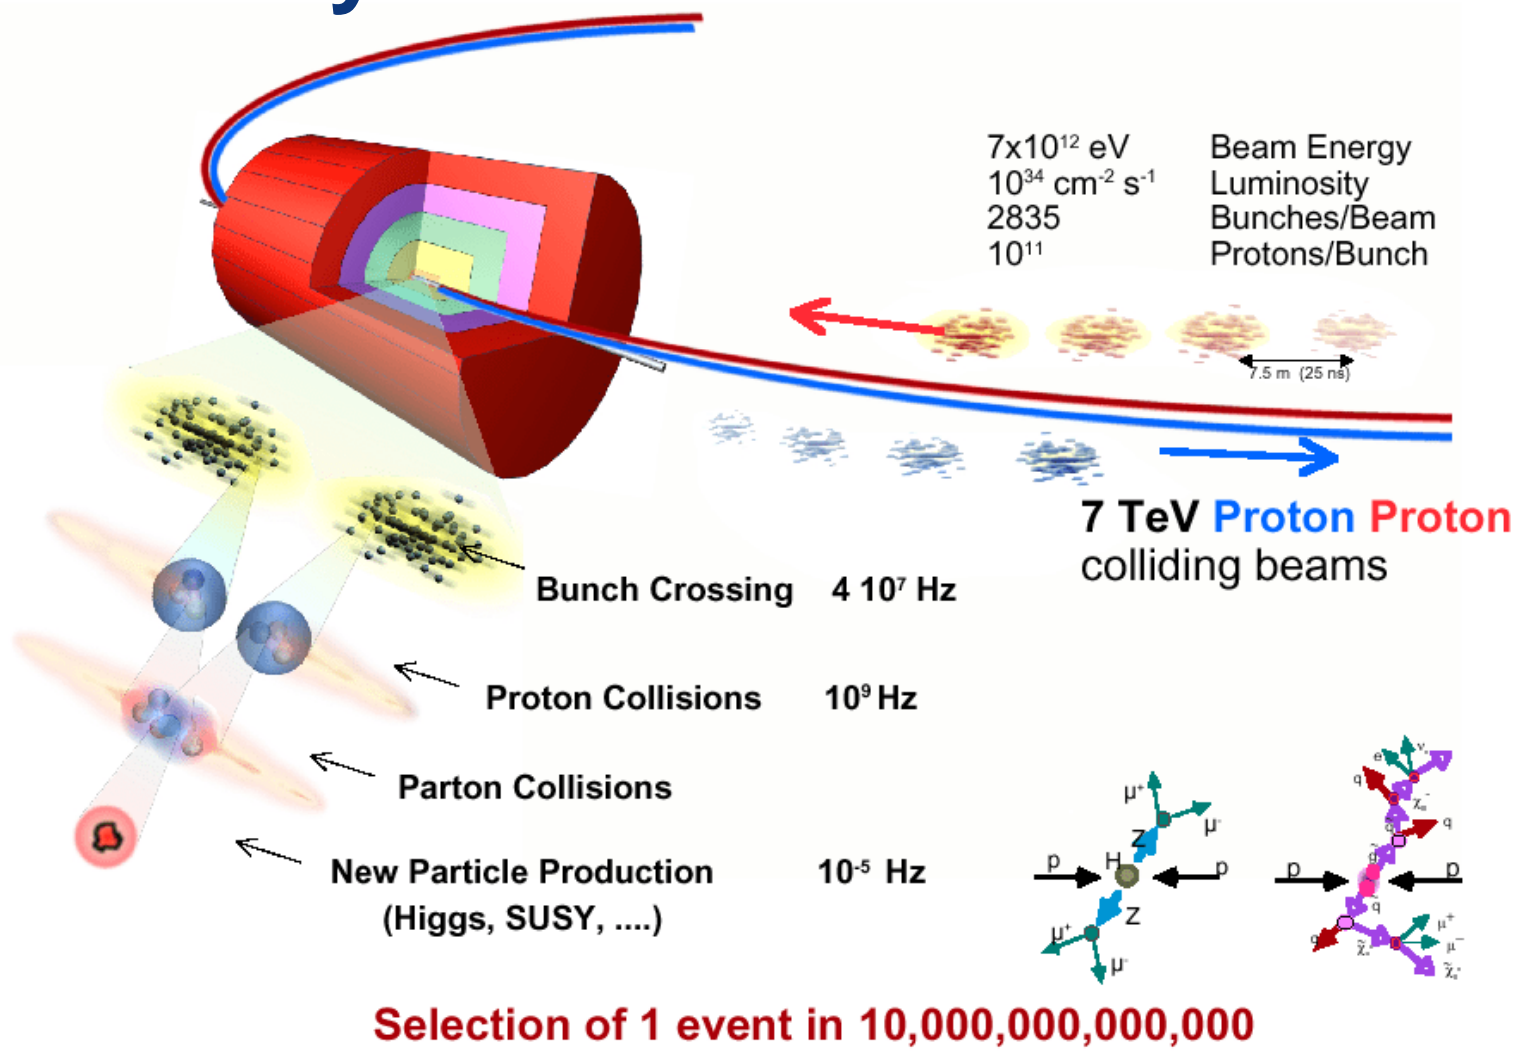 7x10¹² eV Beam Energy
10³⁴ cm⁻² s⁻¹ Luminosity
2835 Bunches/Beam
10¹¹ Protons/Bunch
7.5 m (25 ns)
7 TeV Proton Proton
colliding beams
Bunch Crossing 4 10⁷ Hz
Proton Collisions 10⁹ Hz
Parton Collisions
New Particle Production 10⁻⁵ Hz
(Higgs, SUSY, ....)
μ⁺
μ⁻
Z
p H p
Z
μ⁺
μ⁻
q
q
p p
q̃
μ⁺
μ⁻
Selection of 1 event in 10,000,000,000,000